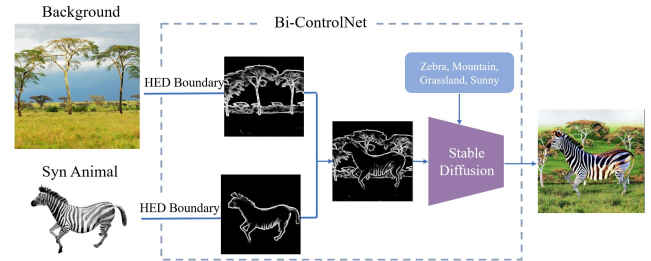 Background
Bi-ControlNet
HED Boundary
Zebra, Mountain,
Grassland, Sunny
Syn Animal
Stable
Diffusion
HED Boundary